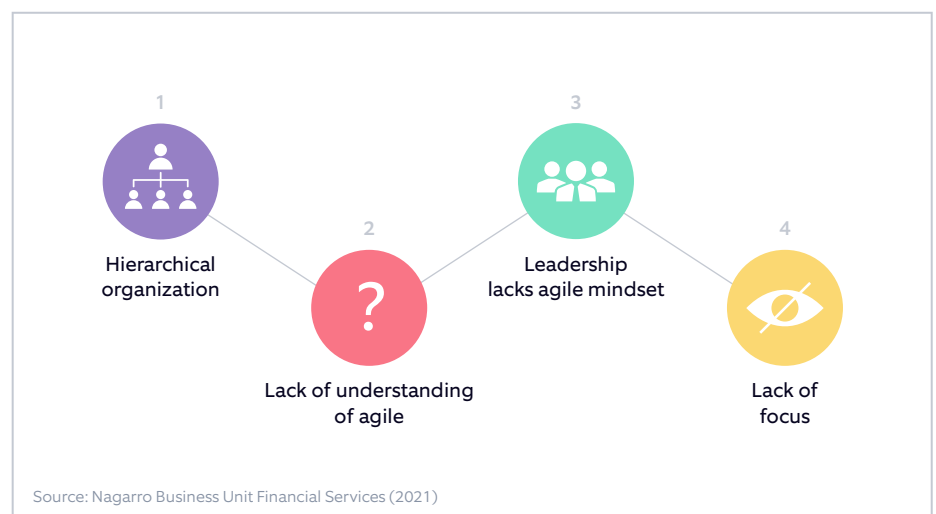 1
Hierarchical
organization
2
?
Lack of understanding
of agile
3
Leadership
lacks agile mindset
4
Lack of
focus
Source: Nagarro Business Unit Financial Services (2021)